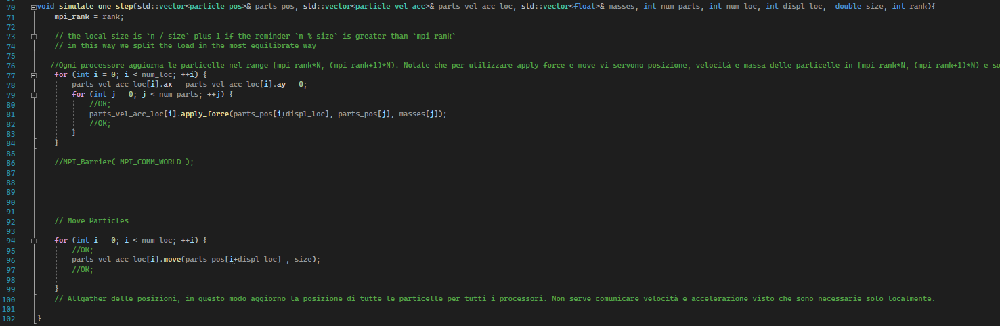 70 void simulate_one_step(std::vector<particle_pos>& parts_pos, std::vector<particle_vel_acc>& parts_vel_acc_loc, std::vector<float>& masses, int num_parts, int num_loc, int displ_loc,  double size, int rank){
71     mpi_rank = rank;
72
73     // the local size is `n / size` plus 1 if the reminder `n % size` is greater than `mpi_rank`
74     // in this way we split the load in the most equilibrate way
75
76    //Ogni processore aggiorna le particelle nel range [mpi_rank*N, (mpi_rank+1)*N). Notate che per utilizzare apply_force e move vi servono posizione, velocità e massa delle particelle in [mpi_rank*N, (mpi_rank+1)*N) e so
77     for (int i = 0; i < num_loc; ++i) {
78         parts_vel_acc_loc[i].ax = parts_vel_acc_loc[i].ay = 0;
79         for (int j = 0; j < num_parts; ++j) {
80             //OK;
81             parts_vel_acc_loc[i].apply_force(parts_pos[i+displ_loc], parts_pos[j], masses[j]);
82             //OK;
83         }
84     }
85
86     //MPI_Barrier( MPI_COMM_WORLD );
87
88
89
90
91
92     // Move Particles
93
94     for (int i = 0; i < num_loc; ++i) {
95         //OK;
96         parts_vel_acc_loc[i].move(parts_pos[i+displ_loc] , size);
97         //OK;
98
99     }
100     // Allgather delle posizioni, in questo modo aggiorno la posizione di tutte le particelle per tutti i processori. Non serve comunicare velocità e accelerazione visto che sono necessarie solo localmente.
101
102 }